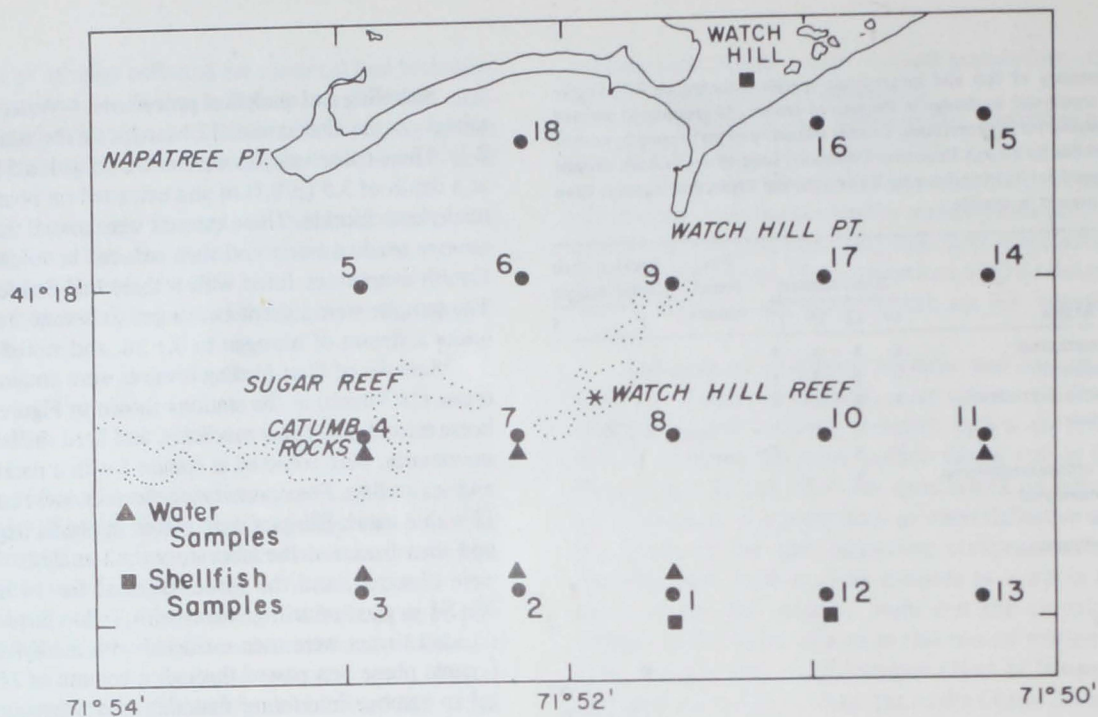 WATCH
HILL
18
16
15
NAPATREE PT.
WATCH HILL PT.
5
6
9
17
14
41°18'
SUGAR REEF
* WATCH HILL REEF
CATUMB
ROCKS
4
7
8
10
11
Water
Samples
Shellfish
Samples
3
2
1
12
13
71°54'
71°52'
71°50'